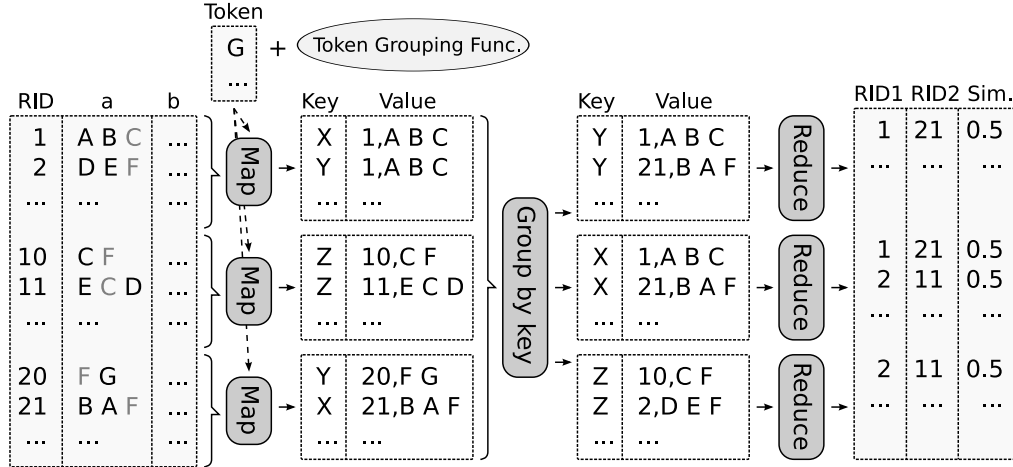 Token
G + Token Grouping Func.
...
RID a b Key Value Key Value RID1 RID2 Sim.
1 A B C ... Map X 1,A B C Y 1,A B C Reduce 1 21 0.5
2 D E F ... Y 1,A B C Y 21,B A F ... ... ...
... ... ... ... ... ...
Group by key
10 C F ... Map Z 10,C F X 1,A B C Reduce 1 21 0.5
11 E C D ... Z 11,E C D X 21,B A F 2 11 0.5
... ... ... ... ... ... ... ... ... ...
20 F G ... Map Y 20,F G Z 10,C F Reduce 2 11 0.5
21 B A F ... X 21,B A F Z 2,D E F ... ... ...
... ... ... ... ... ... ...